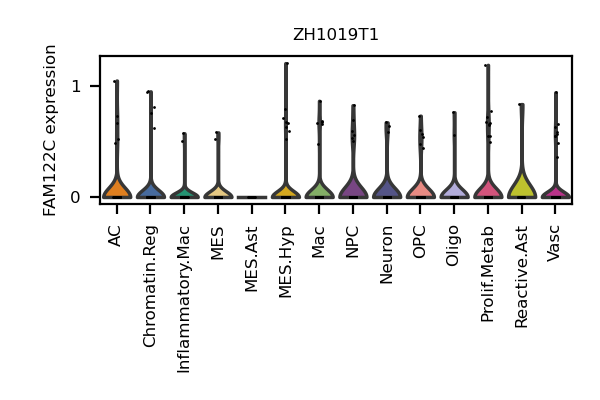 ZH1019T1
FAM122C expression
1
0
AC
Chromatin.Reg
Inflammatory.Mac
MES
MES.Ast
MES.Hyp
Mac
NPC
Neuron
OPC
Oligo
Prolif.Metab
Reactive.Ast
Vasc